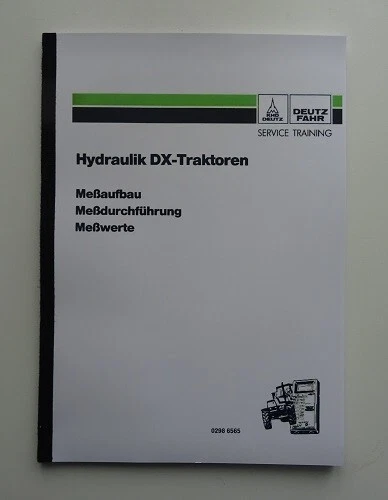 KHD
DEUTZ
DEUTZ
FAHR
SERVICE TRAINING
Hydraulik DX-Traktoren
Meßaufbau
Meßdurchführung
Meßwerte
0298 6565